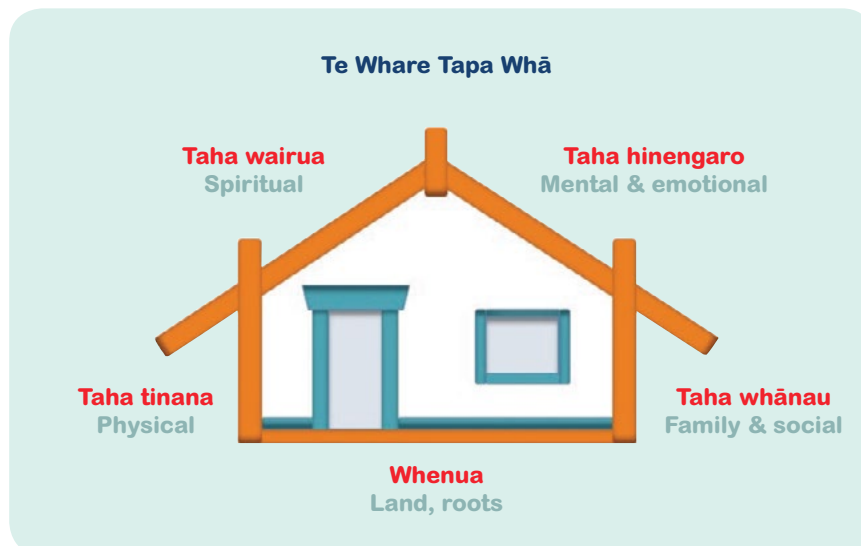 Te Whare Tapa Whā
Taha wairua
Spiritual
Taha hinengaro
Mental & emotional
Taha tinana
Physical
Taha whānau
Family & social
Whenua
Land, roots